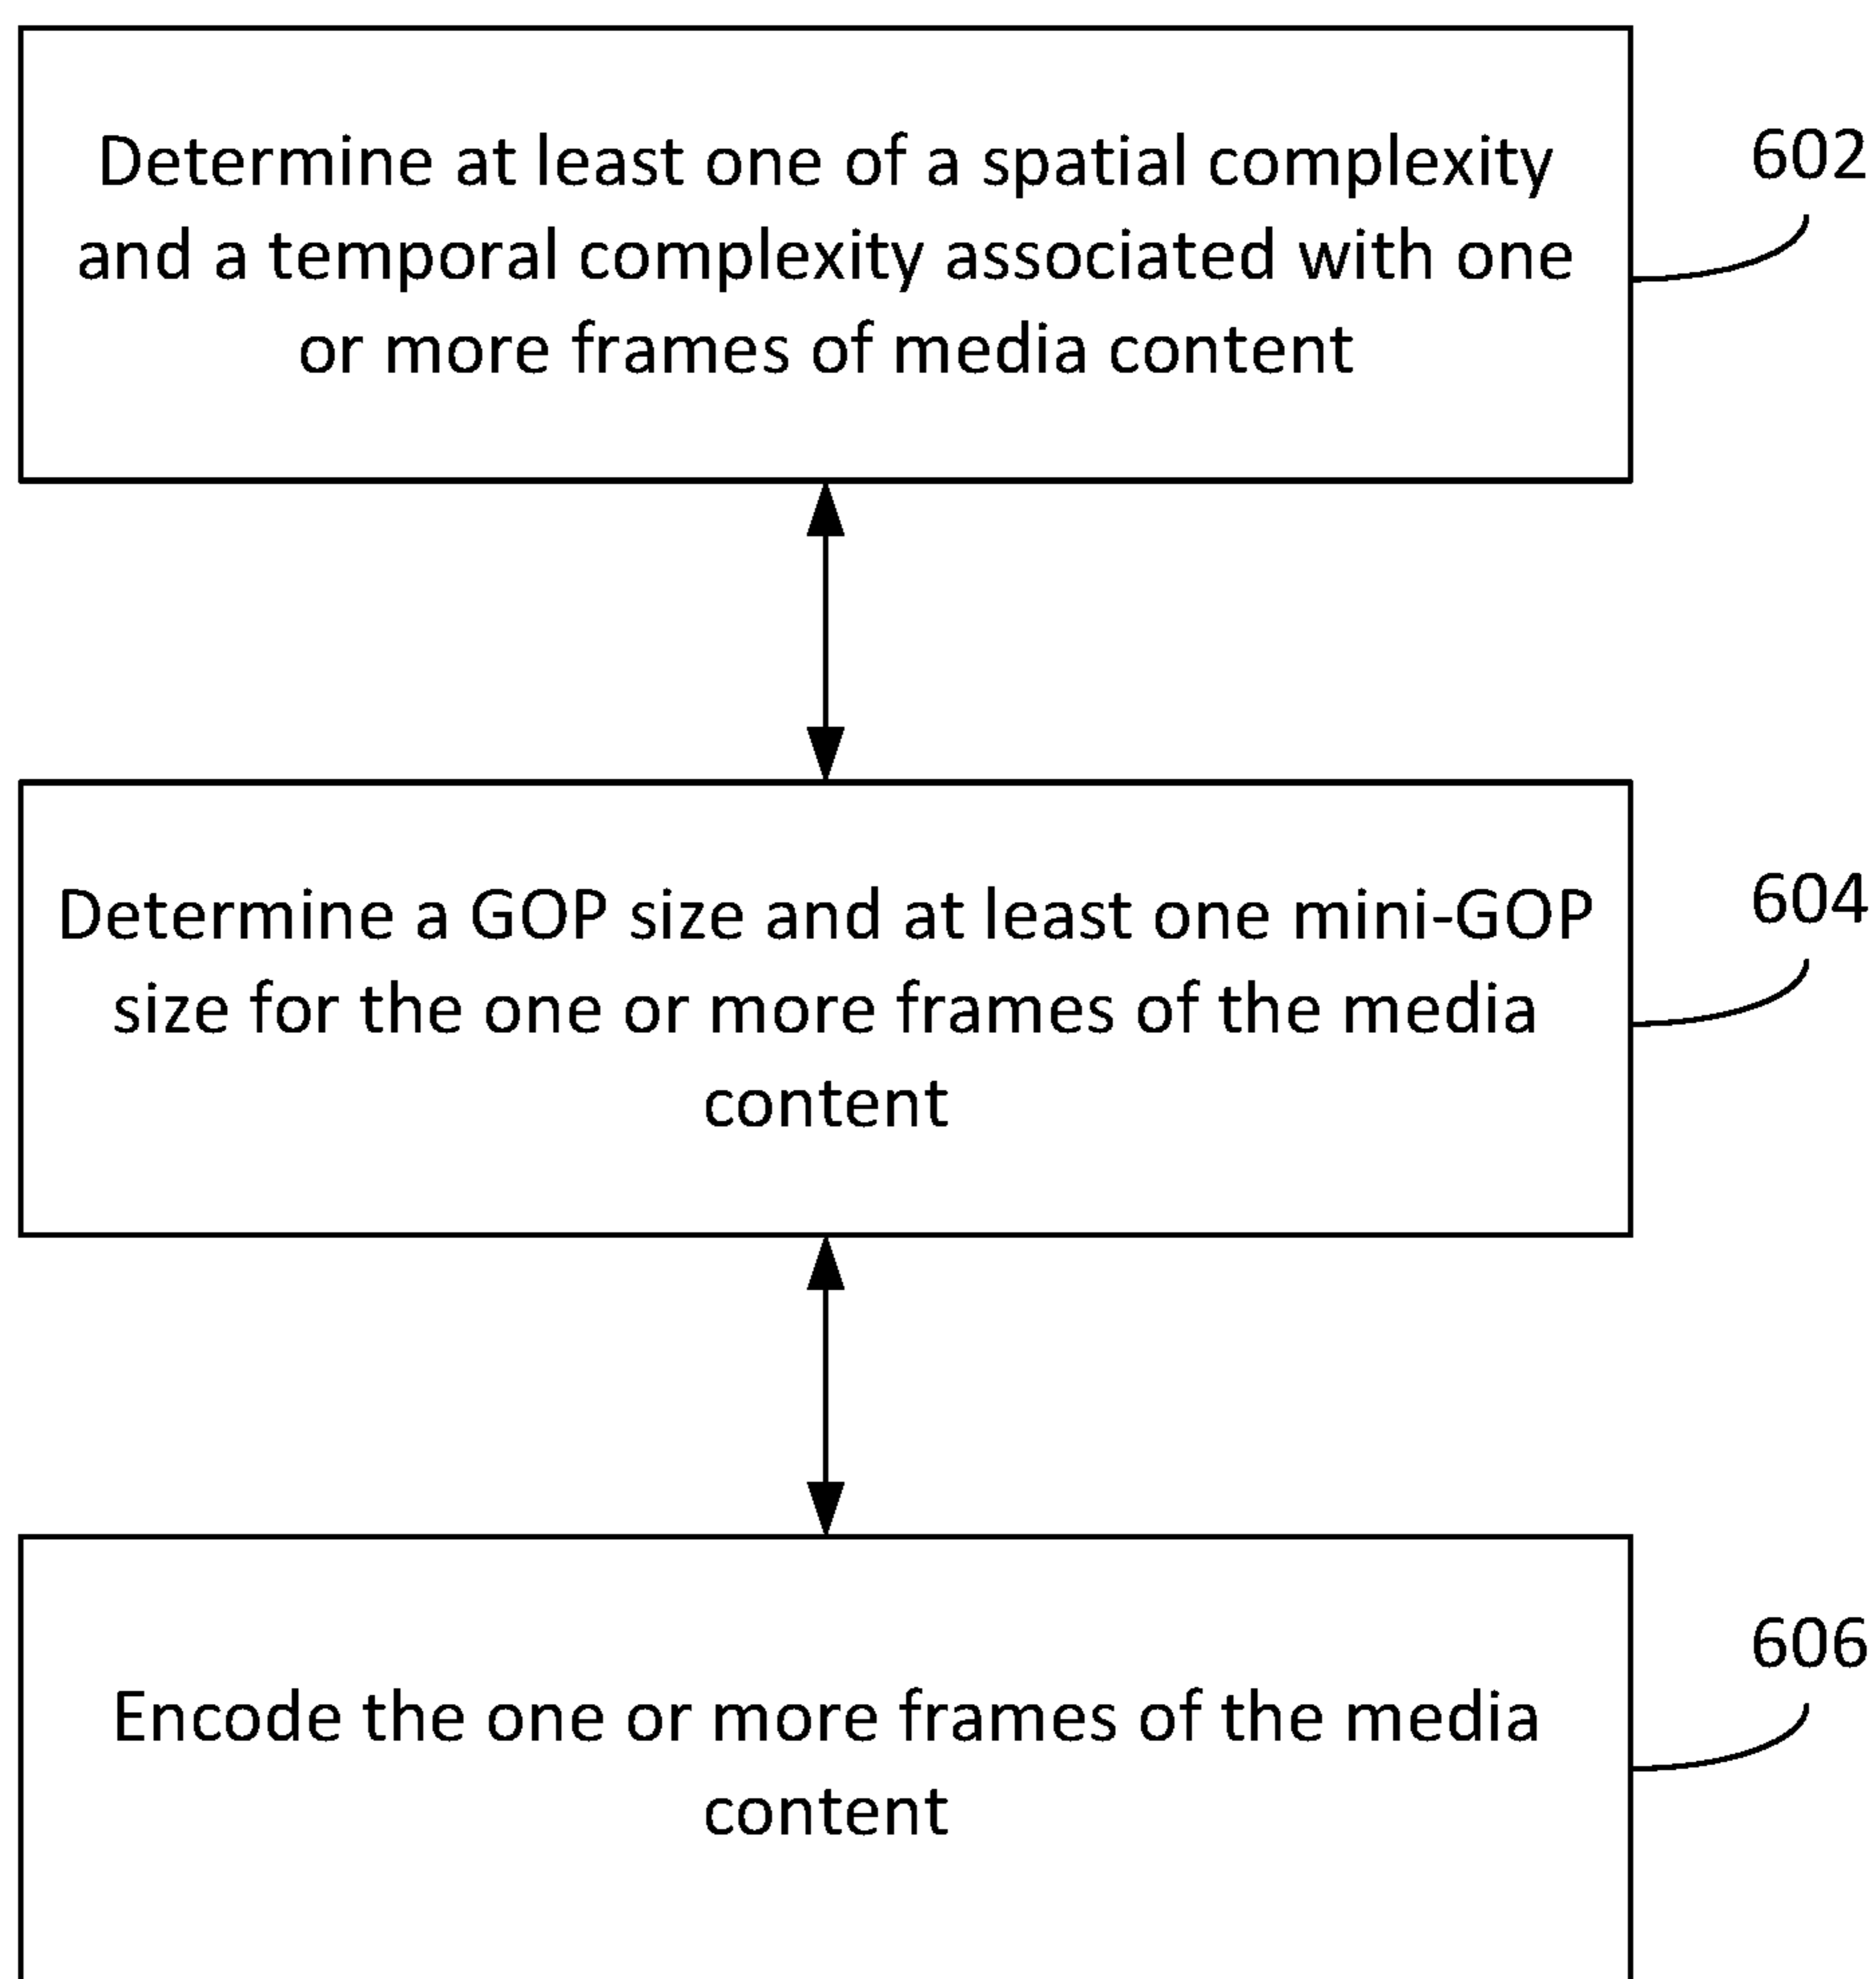 Determine at least one of a spatial complexity
and a temporal complexity associated with one
or more frames of media content
602
Determine a GOP size and at least one mini-GOP
size for the one or more frames of the media
content
604
Encode the one or more frames of the media
content
606